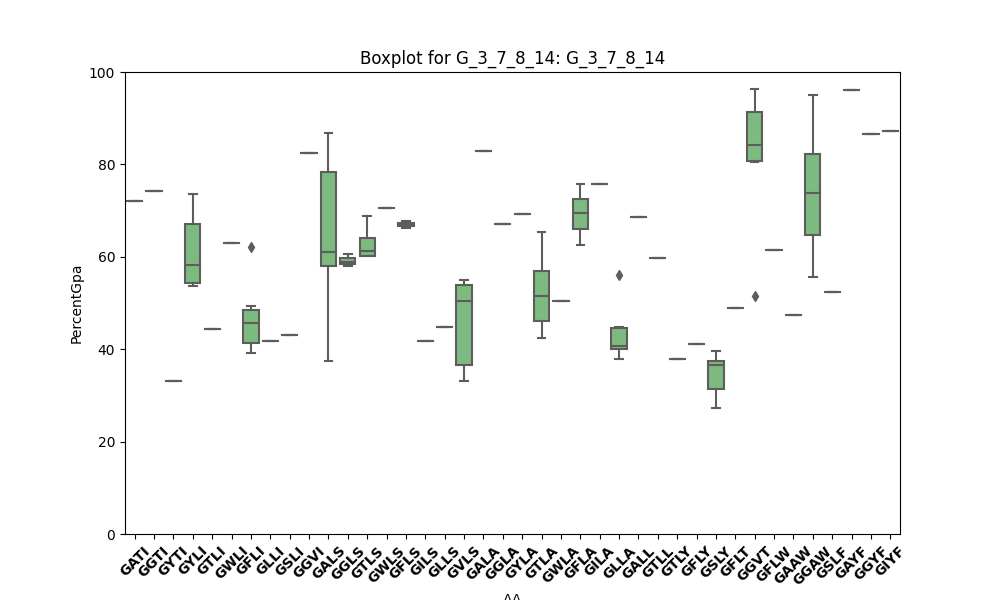 Boxplot for G_3_7_8_14: G_3_7_8_14
100
80
60
40
20
0
PercentGpa
GATI GGTI GYTI GYLI GTLI GWLI GFLI GLLI GSLI GGVI GALS GGLS GTLS GWLS GFLS GILS GLLS GVLS GALA GGLA GYLA GTLA GWLA GFLA GILA GLLA GALL GTLL GTLY GFLY GSLY GFLT GGVT GFLW GAAW GGAW GSLF GAYF GGYF GIYF
AA